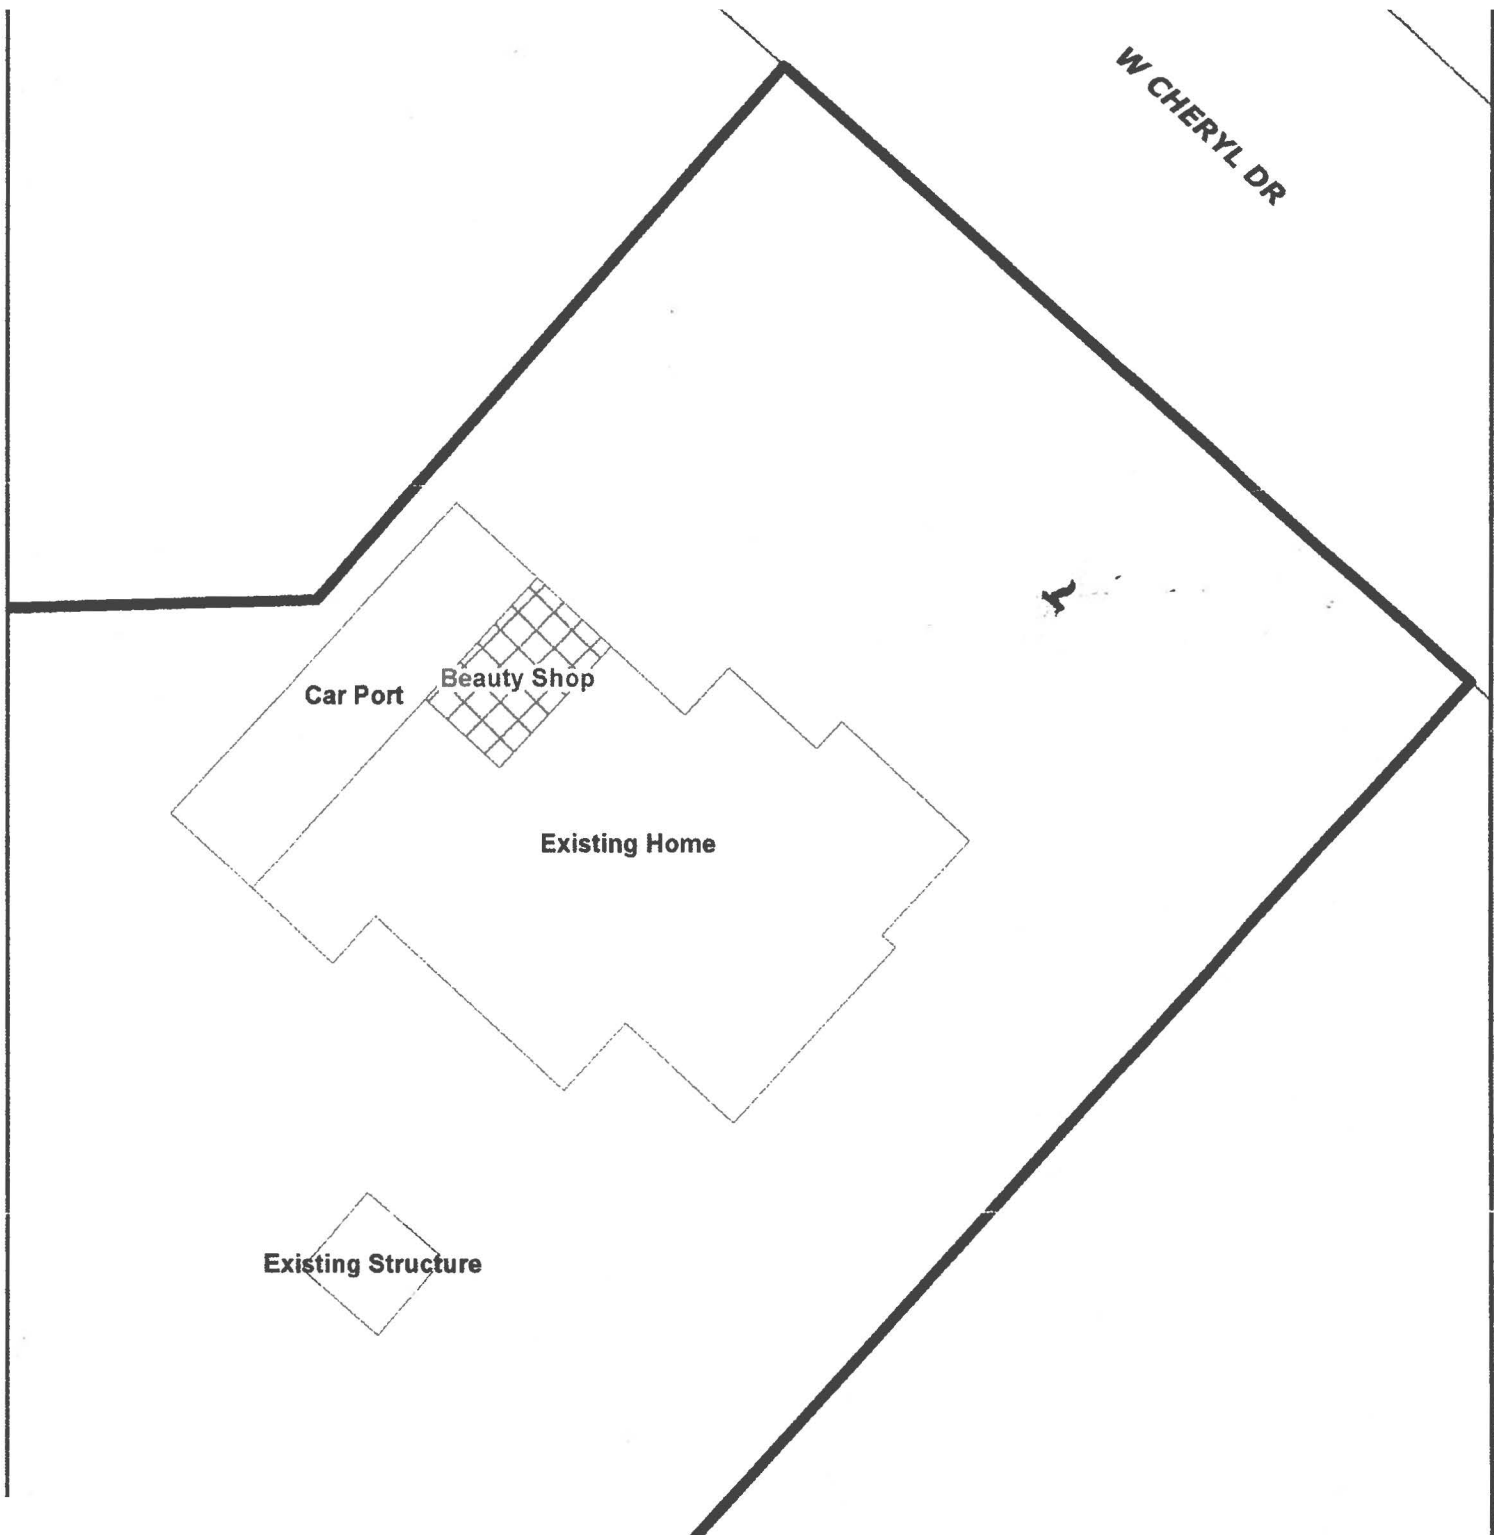 W CHERYL DR
Beauty Shop
Car Port
Existing Home
Existing Structure